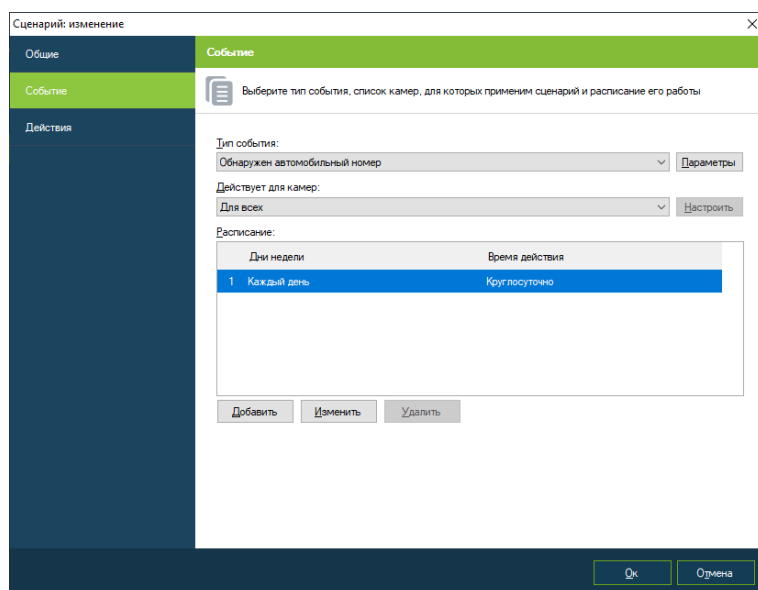 Сценарий: изменение
Общие
Событие
Действия
Событие
Выберите тип события, список камер, для которых применим сценарий и расписание его работы
Тип события:
Обнаружен автомобильный номер
Параметры
Действует для камер:
Для всех
Настроить
Расписание:
Дни недели Время действия
1 Каждый день Круглосуточно
Добавить Изменить Удалить
Ок Отмена